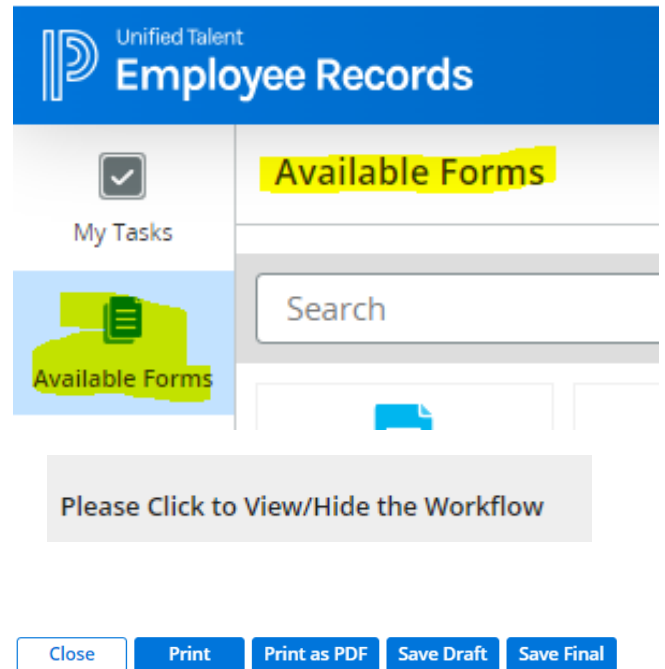 Unified Talent
Employee Records
My Tasks
Available Forms
Available Forms
Search
Please Click to View/Hide the Workflow
Close Print Print as PDF Save Draft Save Final